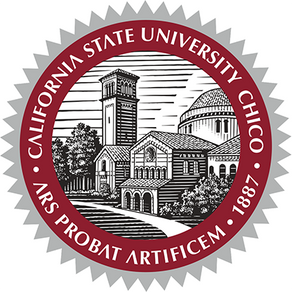 CALIFORNIA STATE UNIVERSITY CHICO
ARS PROBAT ARTIFICEM • 1887